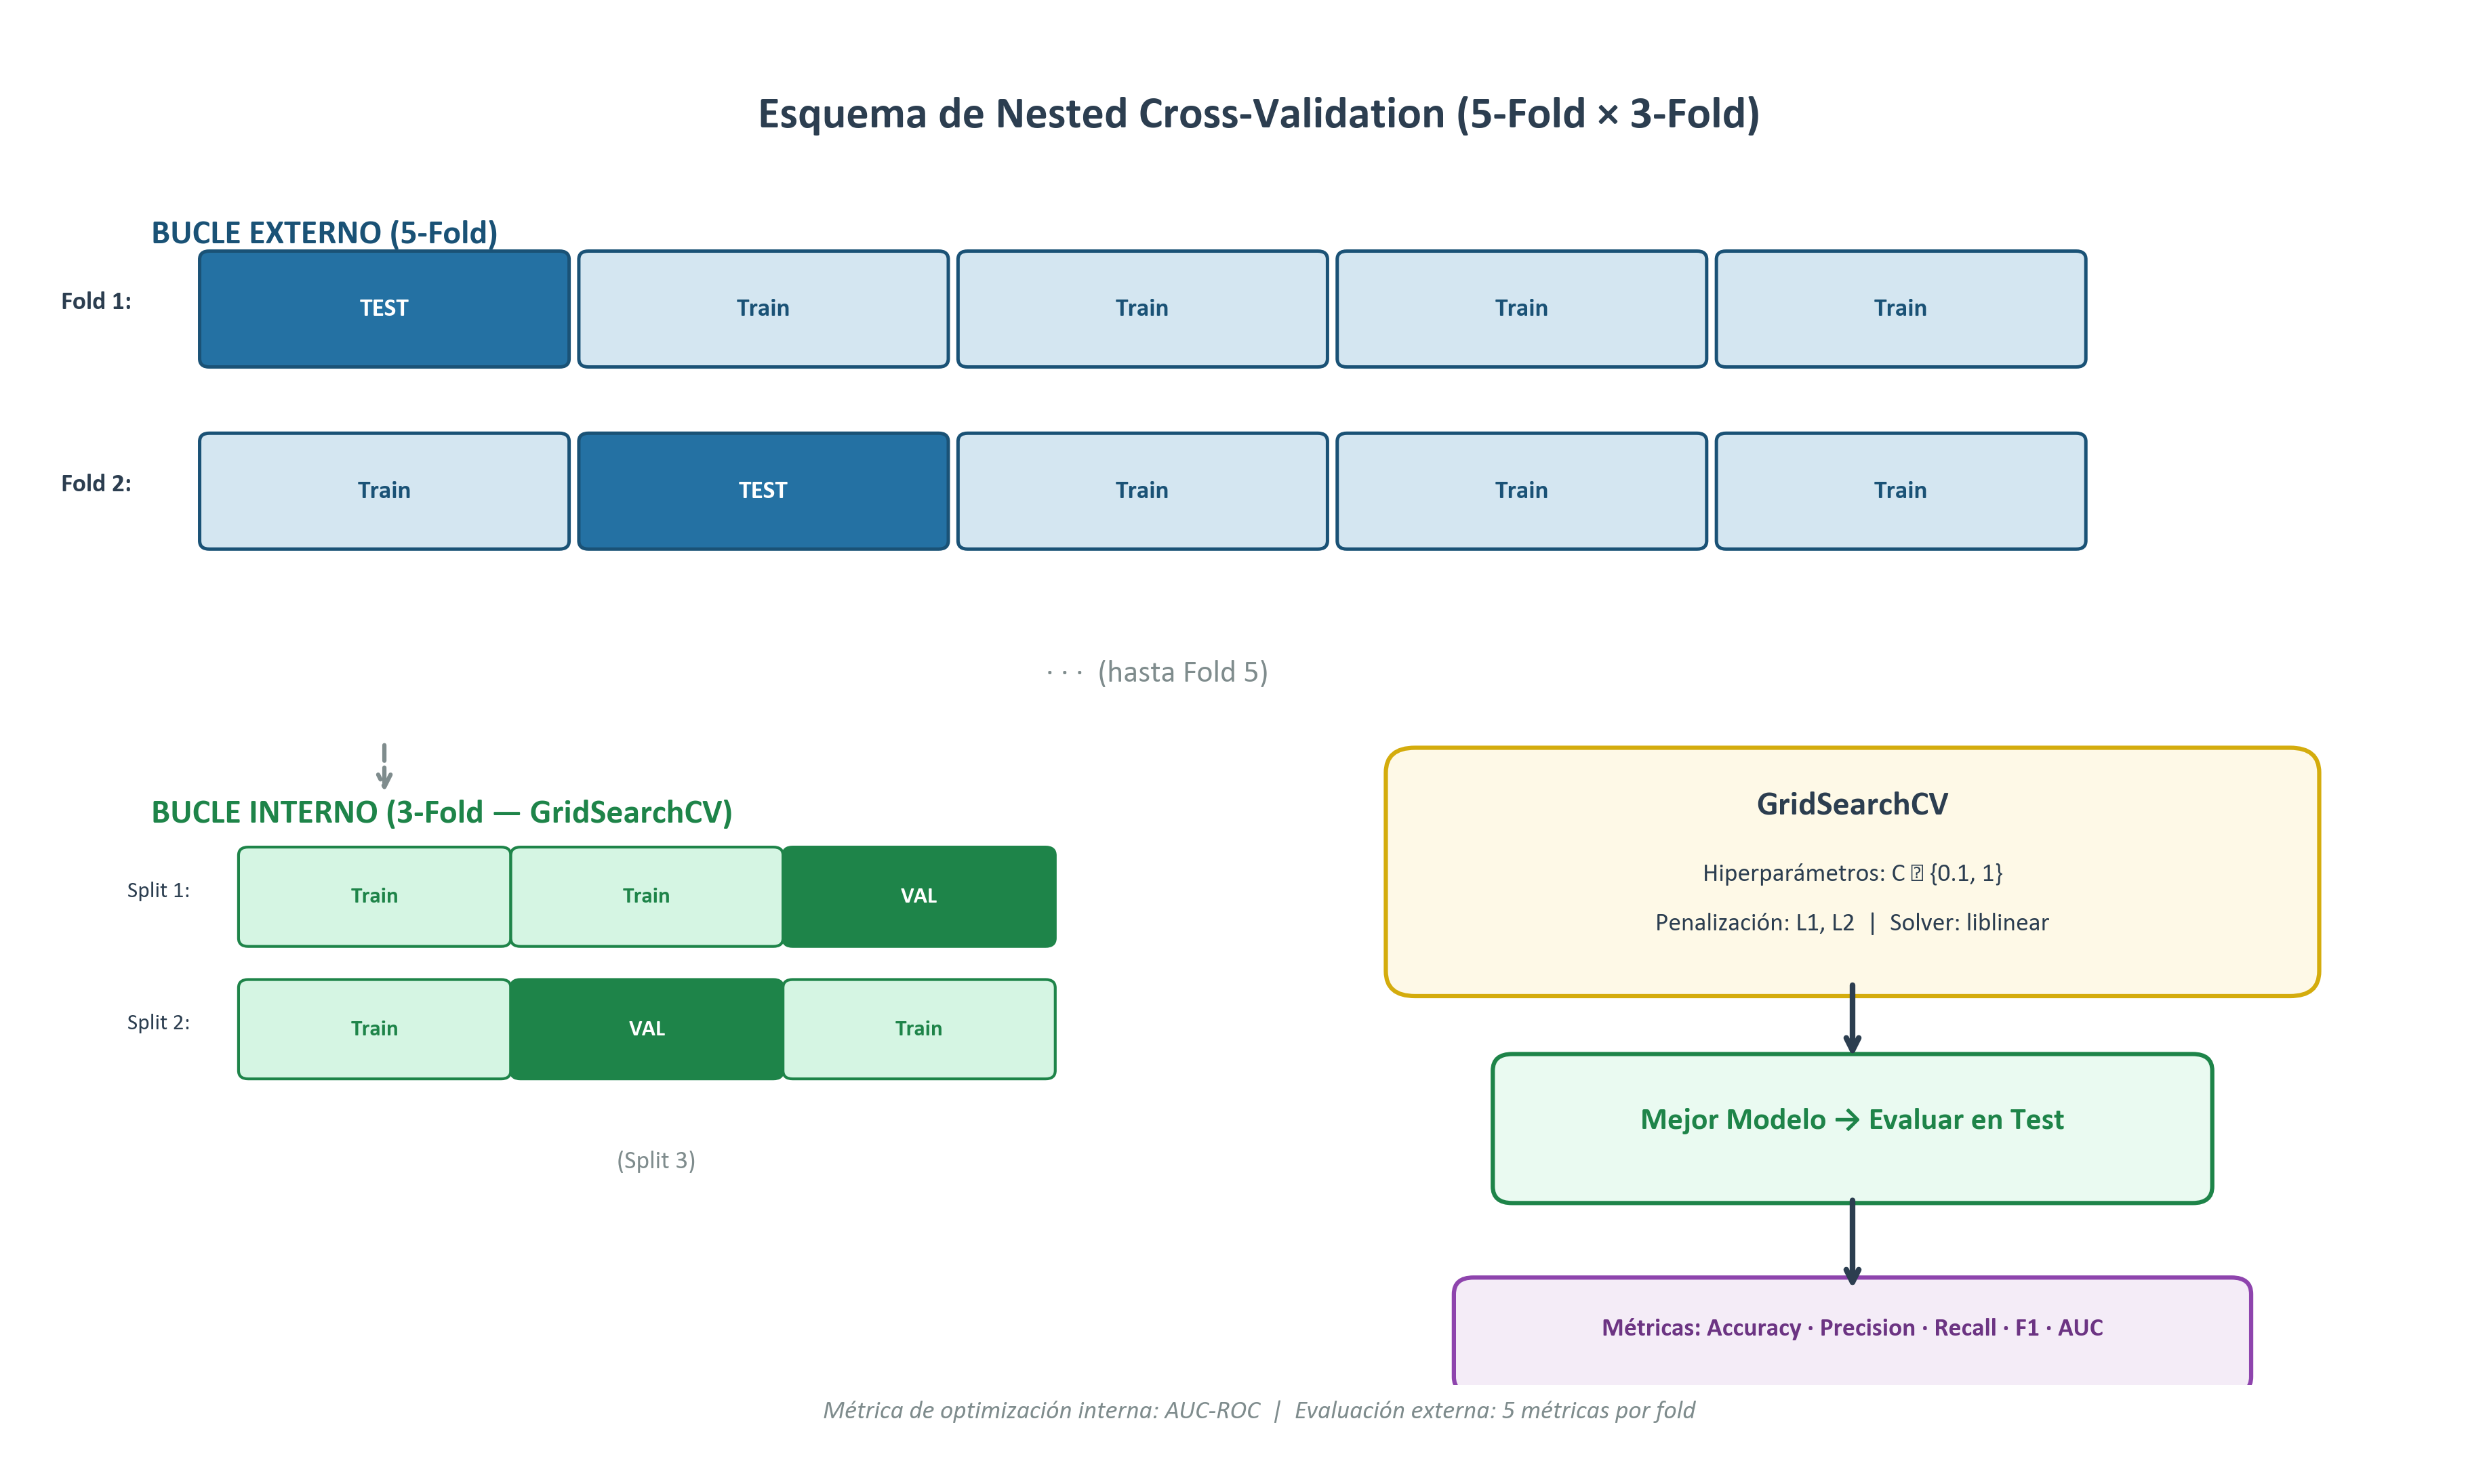 Esquema de Nested Cross-Validation (5-Fold × 3-Fold)
BUCLE EXTERNO (5-Fold)
Fold 1: TEST Train Train Train Train
Fold 2: Train TEST Train Train Train
· · · (hasta Fold 5)
BUCLE INTERNO (3-Fold — GridSearchCV)
Split 1: Train Train VAL
Split 2: Train VAL Train
(Split 3)
GridSearchCV
Hiperparámetros: C {0.1, 1}
Penalización: L1, L2 | Solver: liblinear
Mejor Modelo → Evaluar en Test
Métricas: Accuracy · Precision · Recall · F1 · AUC
Métrica de optimización interna: AUC-ROC | Evaluación externa: 5 métricas por fold